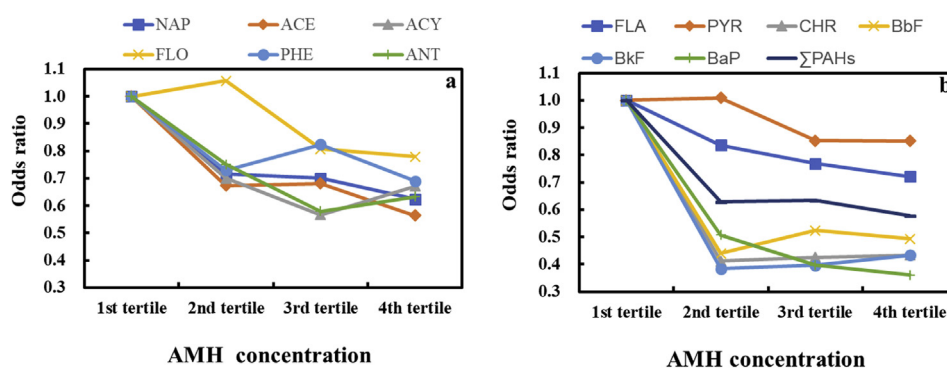 NAP ACE ACY
FLO PHE ANT
a
1.1
1.0
0.9
0.8
0.7
0.6
0.5
0.4
0.3
Odds ratio
1st tertile 2nd tertile 3rd tertile 4th tertile
AMH concentration
FLA PYR CHR BbF
BkF BaP ∑PAHs
b
1.1
1.0
0.9
0.8
0.7
0.6
0.5
0.4
0.3
Odds ratio
1st tertile 2nd tertile 3rd tertile 4th tertile
AMH concentration